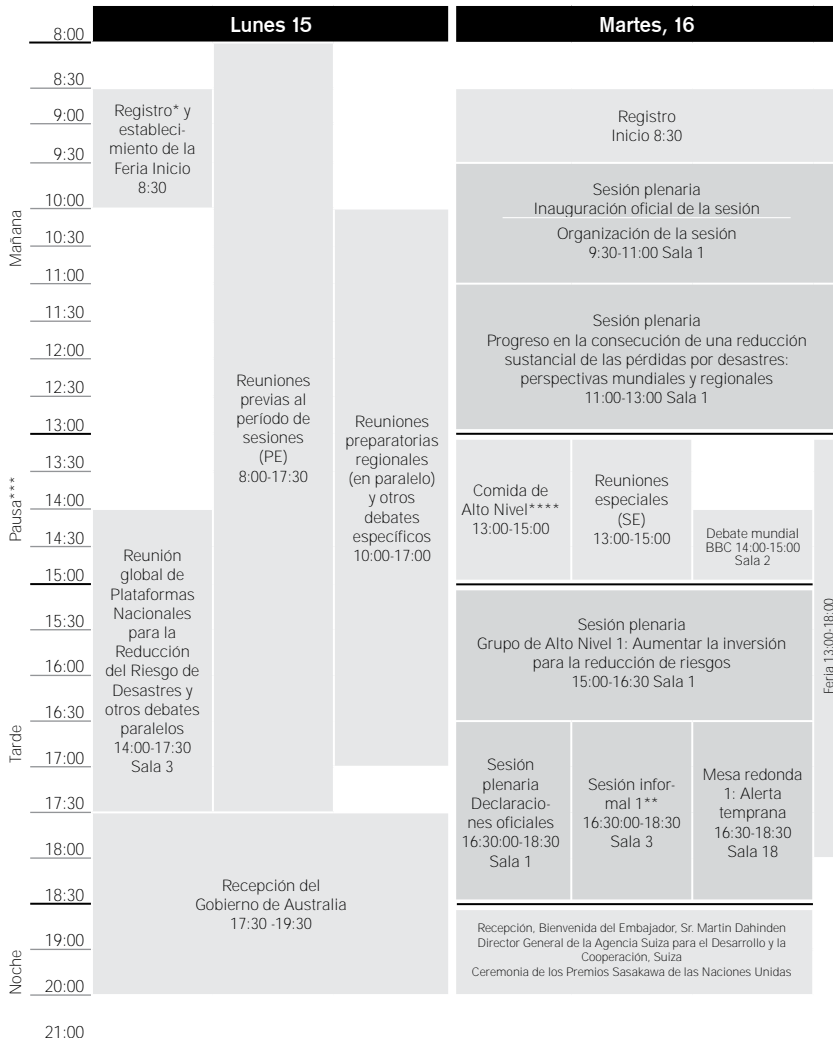 Lunes 15
Martes, 16
8:00
8:30
9:00
9:30
10:00
10:30
11:00
11:30
12:00
12:30
13:00
13:30
14:00
14:30
15:00
15:30
16:00
16:30
17:00
17:30
18:00
18:30
19:00
20:00
21:00
Mañana
Pausa***
Tarde
Noche
Registro* y
estableci-
miento de la
Feria Inicio
8:30
Reunión
global de
Plataformas
Nacionales
para la
Reducción
del Riesgo de
Desastres y
otros debates
paralelos
14:00-17:30
Sala 3
Reuniones
previas al
período de
sesiones
(PE)
8:00-17:30
Reuniones
preparatorias
regionales
(en paralelo)
y otros
debates
específicos
10:00-17:00
Recepción del
Gobierno de Australia
17:30 -19:30
Registro
Inicio 8:30
Sesión plenaria
Inauguración oficial de la sesión
Organización de la sesión
9:30-11:00 Sala 1
Sesión plenaria
Progreso en la consecución de una reducción
sustancial de las pérdidas por desastres:
perspectivas mundiales y regionales
11:00-13:00 Sala 1
Comida de
Alto Nivel****
13:00-15:00
Reuniones
especiales
(SE)
13:00-15:00
Debate mundial
BBC 14:00-15:00
Sala 2
Feria 13:00-18:00
Sesión plenaria
Grupo de Alto Nivel 1: Aumentar la inversión
para la reducción de riesgos
15:00-16:30 Sala 1
Sesión
plenaria
Declaracio-
nes oficiales
16:30:00-18:30
Sala 1
Sesión infor-
mal 1**
16:30:00-18:30
Sala 3
Mesa redonda
1: Alerta
temprana
16:30-18:30
Sala 18
Recepción, Bienvenida del Embajador, Sr. Martin Dahinden
Director General de la Agencia Suiza para el Desarrollo y la
Cooperación, Suiza
Ceremonia de los Premios Sasakawa de las Naciones Unidas